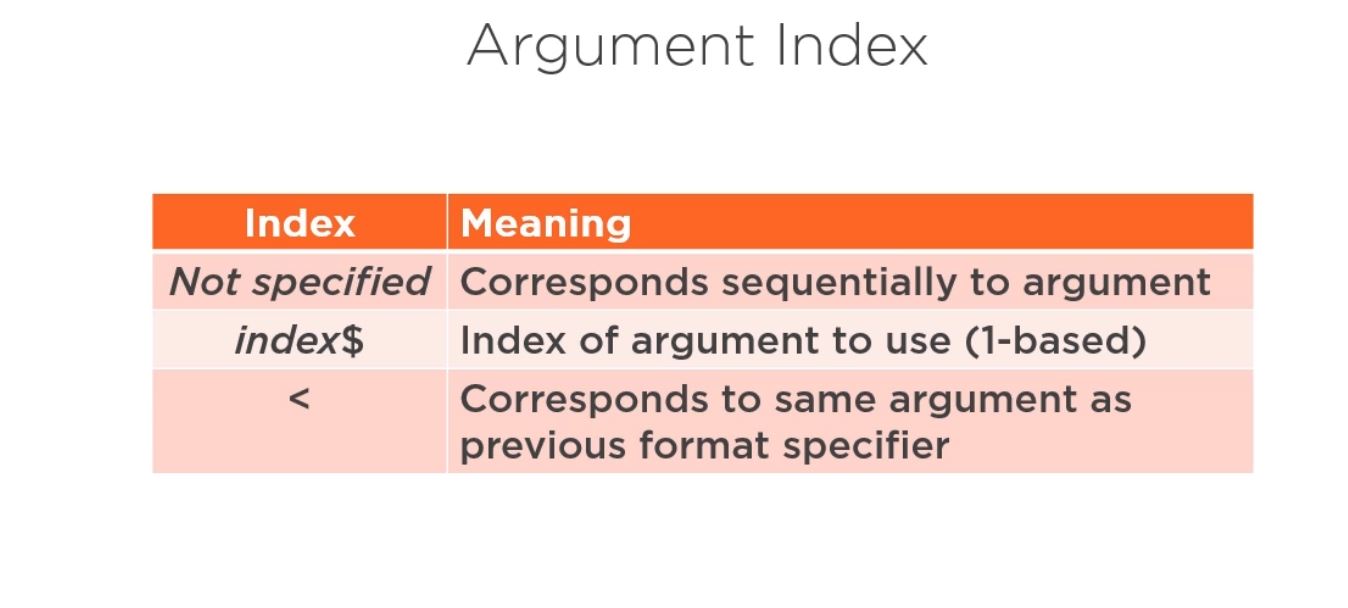 Argument Index
Index Meaning
Not specified Corresponds sequentially to argument
index$ Index of argument to use (1-based)
< Corresponds to same argument as
previous format specifier